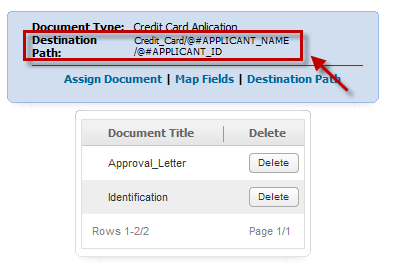 Document Type: Credit Card Aplication
Destination Credit_Card/@#APPLICANT_NAME
Path: /@#APPLICANT_ID
Assign Document | Map Fields | Destination Path
Document Title | Delete
Approval_Letter Delete
Identification Delete
Rows 1-2/2 Page 1/1